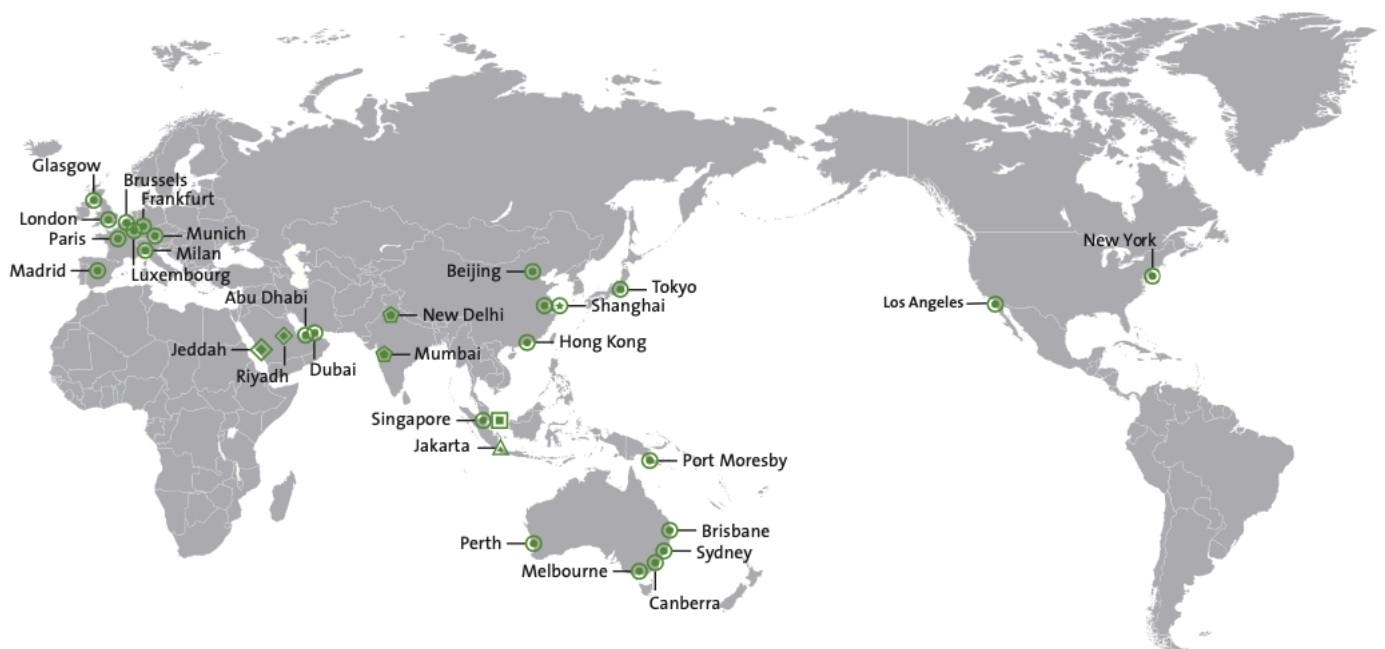 Glasgow
Brussels
Frankfurt
London
Paris
Munich
Milan
Madrid
Luxembourg
Abu Dhabi
Beijing
Tokyo
Shanghai
New Delhi
Hong Kong
Jeddah
Mumbai
Riyadh
Dubai
Singapore
Jakarta
Port Moresby
Perth
Brisbane
Sydney
Melbourne
Canberra
New York
Los Angeles